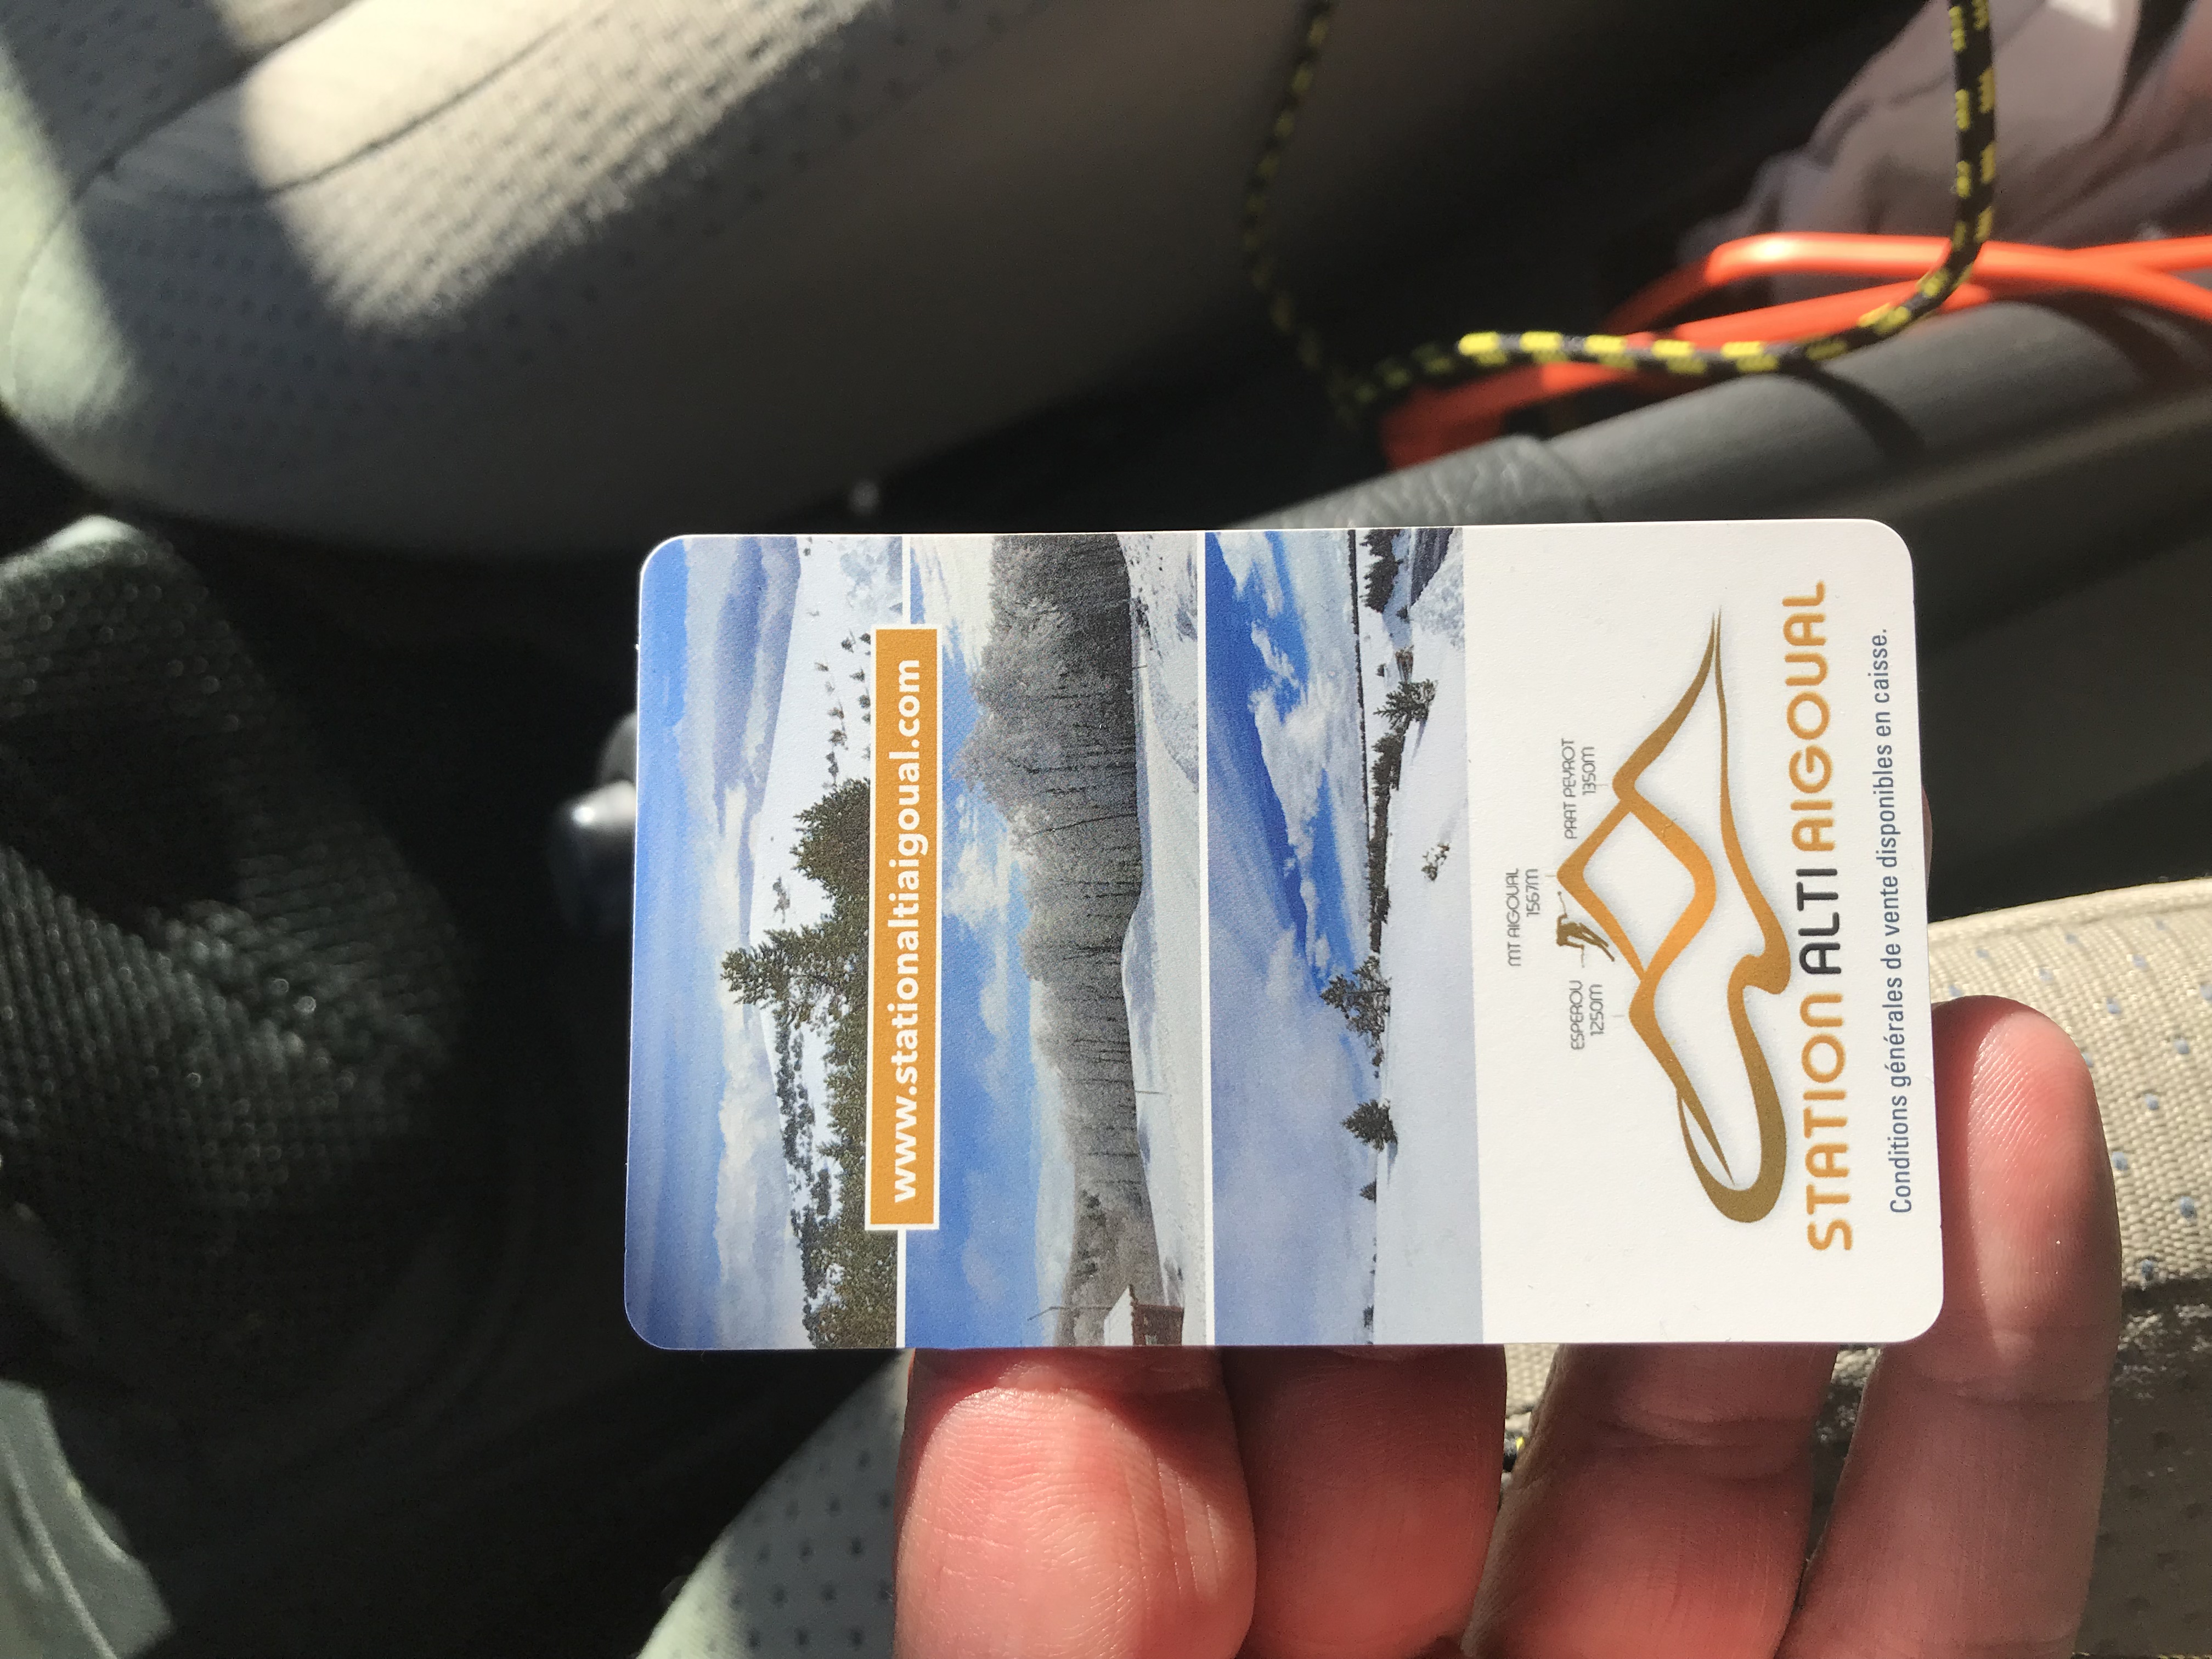 www.stationaltiaigoual.com
MT AIGOUAL
1567M
ESPEROU
1250M
PRAT PEYROT
1350M
STATION ALTI AIGOUAL
Conditions générales de vente disponibles en caisse.